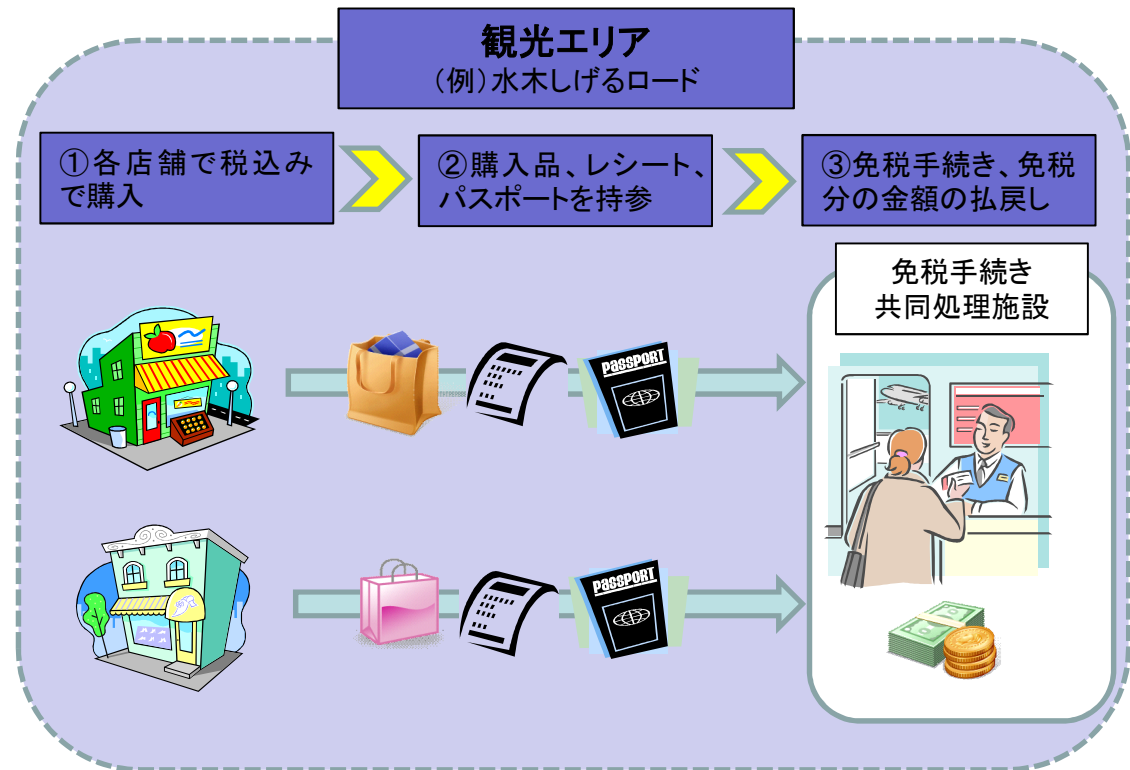 観光エリア
（例）水木しげるロード
①各店舗で税込み
で購入
②購入品、レシート、
パスポートを持参
③免税手続き、免税
分の金額の払戻し
免税手続き
共同処理施設
PASSPORT
PASSPORT